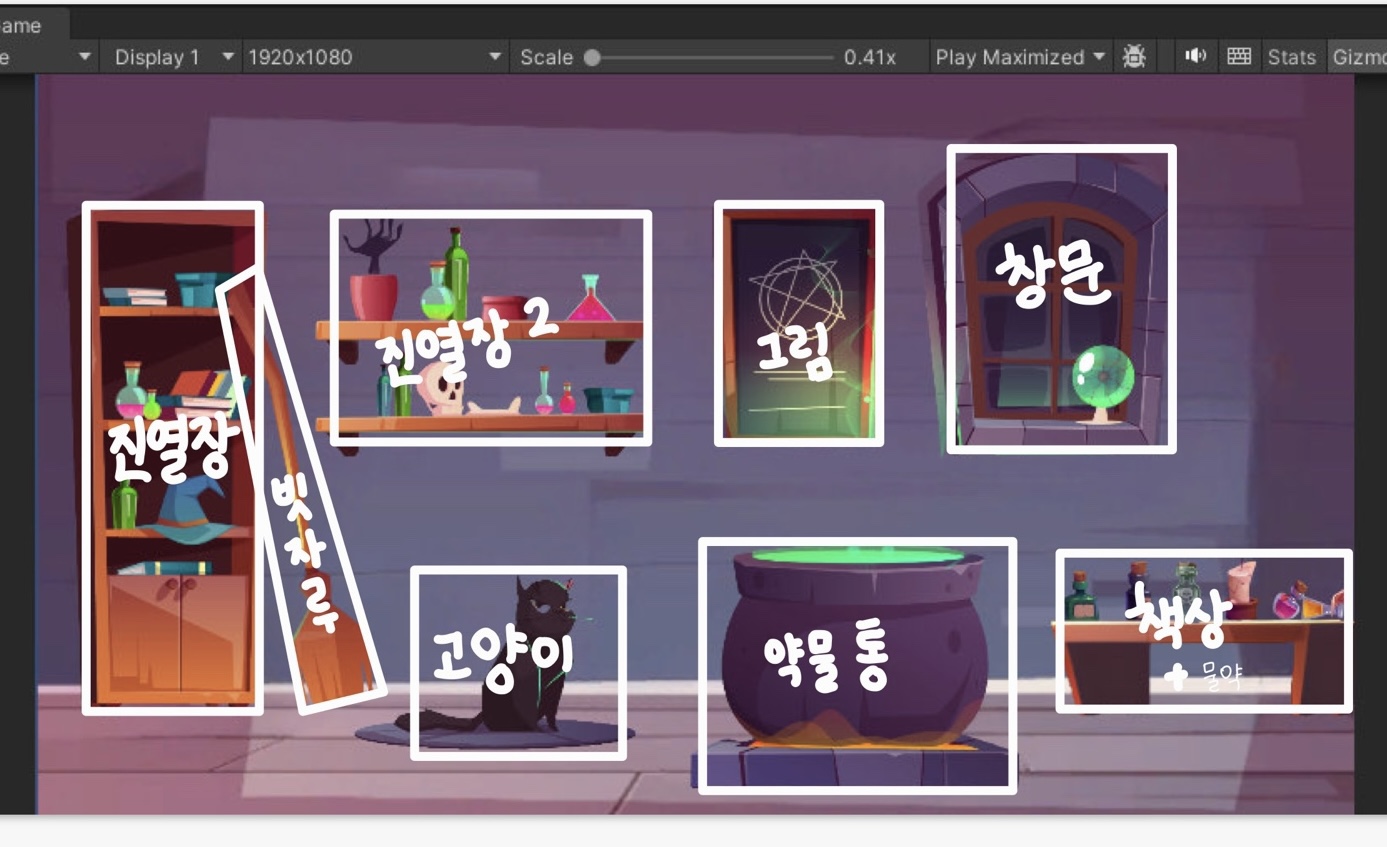 ame
e
Display 1
1920x1080
Scale
0.41x
Play Maximized
Stats
Gizmo
진열장
빗
자
루
진열장 2
그림
창문
고양이
약물 통
책상
+ 물약